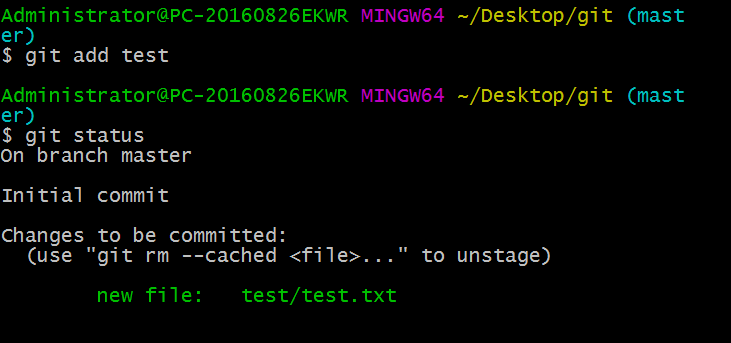 Administrator@PC-20160826EKWR MINGW64 ~/Desktop/git (mast
er)
$ git add test
Administrator@PC-20160826EKWR MINGW64 ~/Desktop/git (mast
er)
$ git status
On branch master
Initial commit
Changes to be committed:
(use "git rm --cached <file>..." to unstage)
new file: test/test.txt